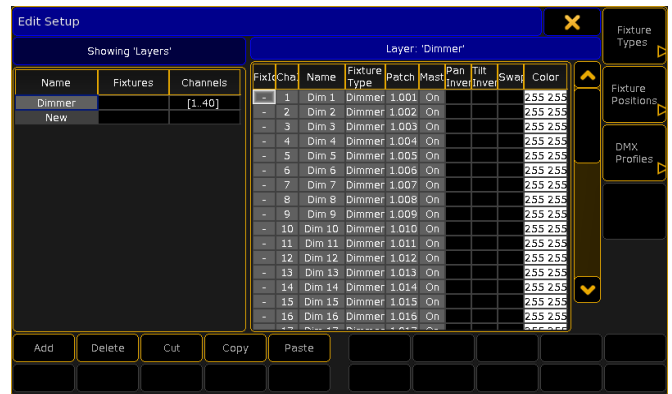 Edit Setup
Fixture
Types
Showing 'Layers'
Layer: 'Dimmer'
Name Fixtures Channels
Dimmer [1..40]
New
FixId Cha Name Fixture Type Patch Mast Pan Inver Tilt Inver Swap Color
- 1 Dim 1 Dimmer 1.001 On 255 255
- 2 Dim 2 Dimmer 1.002 On 255 255
- 3 Dim 3 Dimmer 1.003 On 255 255
- 4 Dim 4 Dimmer 1.004 On 255 255
- 5 Dim 5 Dimmer 1.005 On 255 255
- 6 Dim 6 Dimmer 1.006 On 255 255
- 7 Dim 7 Dimmer 1.007 On 255 255
- 8 Dim 8 Dimmer 1.008 On 255 255
- 9 Dim 9 Dimmer 1.009 On 255 255
- 10 Dim 10 Dimmer 1.010 On 255 255
- 11 Dim 11 Dimmer 1.011 On 255 255
- 12 Dim 12 Dimmer 1.012 On 255 255
- 13 Dim 13 Dimmer 1.013 On 255 255
- 14 Dim 14 Dimmer 1.014 On 255 255
- 15 Dim 15 Dimmer 1.015 On 255 255
- 16 Dim 16 Dimmer 1.016 On 255 255
Fixture
Positions
DMX
Profiles
Add Delete Cut Copy Paste